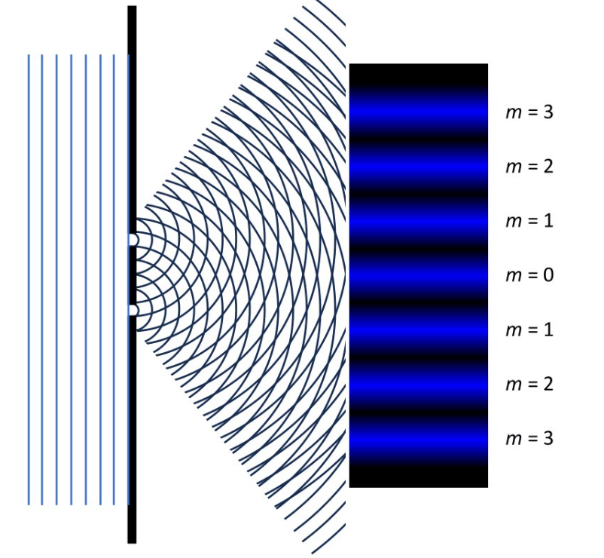 m = 3
m = 2
m = 1
m = 0
m = 1
m = 2
m = 3